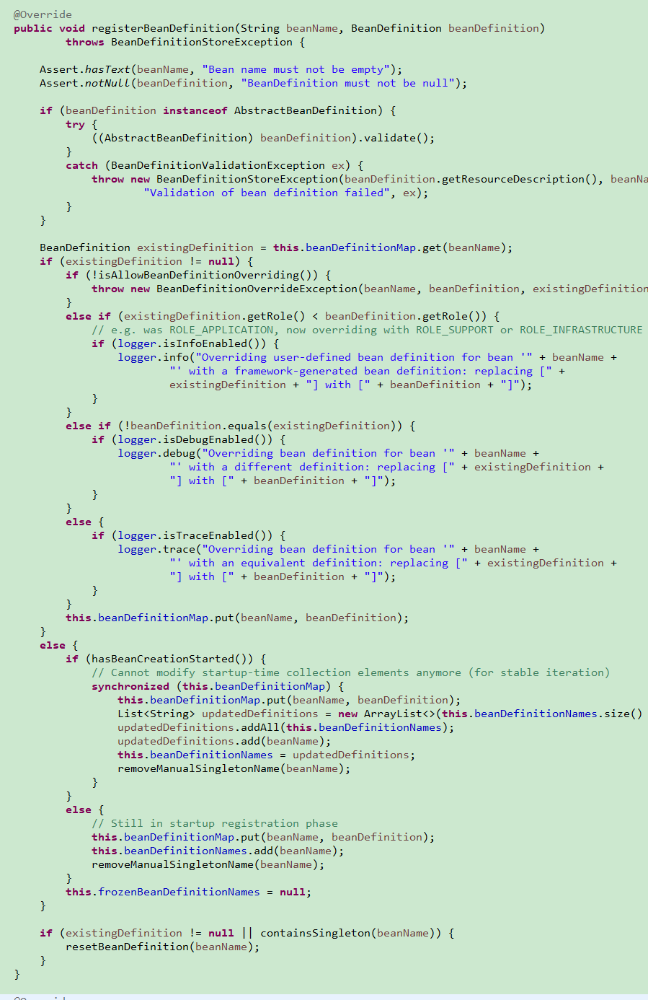 @Override
public void registerBeanDefinition(String beanName, BeanDefinition beanDefinition)
        throws BeanDefinitionStoreException {

    Assert.hasText(beanName, "Bean name must not be empty");
    Assert.notNull(beanDefinition, "BeanDefinition must not be null");

    if (beanDefinition instanceof AbstractBeanDefinition) {
        try {
            ((AbstractBeanDefinition) beanDefinition).validate();
        }
        catch (BeanDefinitionValidationException ex) {
            throw new BeanDefinitionStoreException(beanDefinition.getResourceDescription(), beanNa
                    "Validation of bean definition failed", ex);
        }
    }

    BeanDefinition existingDefinition = this.beanDefinitionMap.get(beanName);
    if (existingDefinition != null) {
        if (!isAllowBeanDefinitionOverriding()) {
            throw new BeanDefinitionOverrideException(beanName, beanDefinition, existingDefinition
        }
        else if (existingDefinition.getRole() < beanDefinition.getRole()) {
            // e.g. was ROLE_APPLICATION, now overriding with ROLE_SUPPORT or ROLE_INFRASTRUCTURE
            if (logger.isInfoEnabled()) {
                logger.info("Overriding user-defined bean definition for bean '" + beanName +
                        "' with a framework-generated bean definition: replacing [" +
                        existingDefinition + "] with [" + beanDefinition + "]");
            }
        }
        else if (!beanDefinition.equals(existingDefinition)) {
            if (logger.isDebugEnabled()) {
                logger.debug("Overriding bean definition for bean '" + beanName +
                        "' with a different definition: replacing [" + existingDefinition +
                        "] with [" + beanDefinition + "]");
            }
        }
        else {
            if (logger.isTraceEnabled()) {
                logger.trace("Overriding bean definition for bean '" + beanName +
                        "' with an equivalent definition: replacing [" + existingDefinition +
                        "] with [" + beanDefinition + "]");
            }
        }
        this.beanDefinitionMap.put(beanName, beanDefinition);
    }
    else {
        if (hasBeanCreationStarted()) {
            // Cannot modify startup-time collection elements anymore (for stable iteration)
            synchronized (this.beanDefinitionMap) {
                this.beanDefinitionMap.put(beanName, beanDefinition);
                List<String> updatedDefinitions = new ArrayList<>(this.beanDefinitionNames.size()
                updatedDefinitions.addAll(this.beanDefinitionNames);
                updatedDefinitions.add(beanName);
                this.beanDefinitionNames = updatedDefinitions;
                removeManualSingletonName(beanName);
            }
        }
        else {
            // Still in startup registration phase
            this.beanDefinitionMap.put(beanName, beanDefinition);
            this.beanDefinitionNames.add(beanName);
            removeManualSingletonName(beanName);
        }
        this.frozenBeanDefinitionNames = null;
    }

    if (existingDefinition != null || containsSingleton(beanName)) {
        resetBeanDefinition(beanName);
    }
}